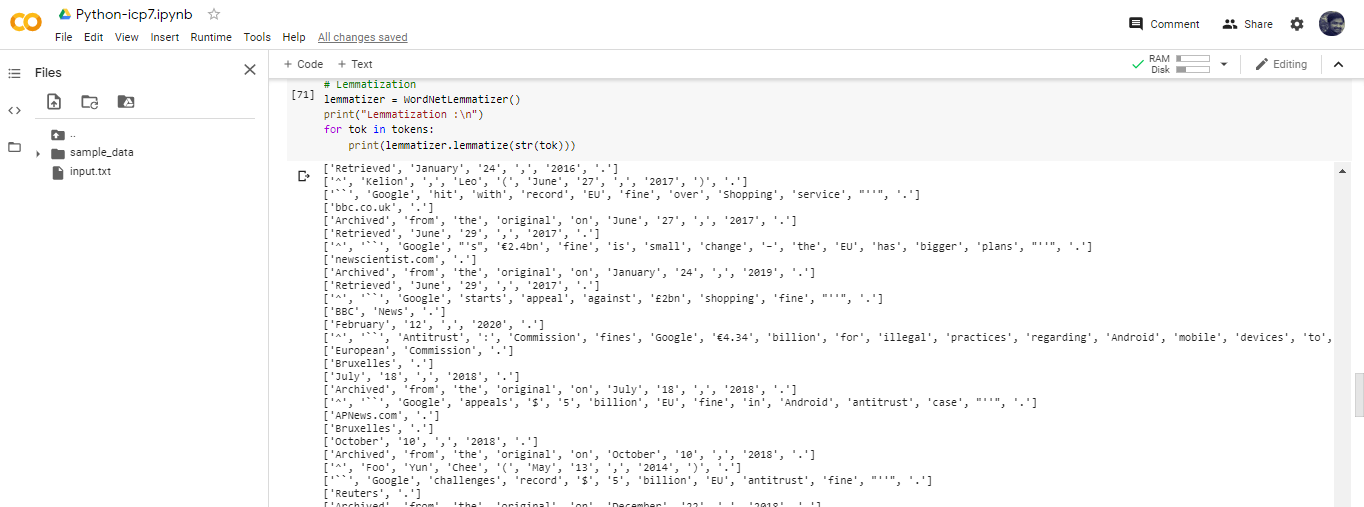 Python-icp7.ipynb
File Edit View Insert Runtime Tools Help All changes saved
Comment Share
Files
+ Code + Text
RAM
Disk
Editing
..
sample_data
input.txt
# Lemmatization
[71] lemmatizer = WordNetLemmatizer()
print("Lemmatization :\n")
for tok in tokens:
print(lemmatizer.lemmatize(str(tok)))
['Retrieved', 'January', '24', ',', '2016', '.']
['^', 'Kelion', ',', 'Leo', '(', 'June', '27', ',', '2017', ')', '.']
['``', 'Google', 'hit', 'with', 'record', 'EU', 'fine', 'over', 'Shopping', 'service', "''", '.']
['bbc.co.uk', '.']
['Archived', 'from', 'the', 'original', 'on', 'June', '27', ',', '2017', '.']
['Retrieved', 'June', '29', ',', '2017', '.']
['^', '``', 'Google', "'s", '€2.4bn', 'fine', 'is', 'small', 'change', '–', 'the', 'EU', 'has', 'bigger', 'plans', "''", '.']
['newscientist.com', '.']
['Archived', 'from', 'the', 'original', 'on', 'January', '24', ',', '2019', '.']
['Retrieved', 'June', '29', ',', '2017', '.']
['^', '``', 'Google', 'starts', 'appeal', 'against', '£2bn', 'shopping', 'fine', "''", '.']
['BBC', 'News', '.']
['February', '12', ',', '2020', '.']
['^', '``', 'Antitrust', ':', 'Commission', 'fines', 'Google', '€4.34', 'billion', 'for', 'illegal', 'practices', 'regarding', 'Android', 'mobile', 'devices', 'to',
['European', 'Commission', '.']
['Bruxelles', '.']
['July', '18', ',', '2018', '.']
['Archived', 'from', 'the', 'original', 'on', 'July', '18', ',', '2018', '.']
['^', '``', 'Google', 'appeals', '$', '5', 'billion', 'EU', 'fine', 'in', 'Android', 'antitrust', 'case', "''", '.']
['APNews.com', '.']
['Bruxelles', '.']
['October', '10', ',', '2018', '.']
['Archived', 'from', 'the', 'original', 'on', 'October', '10', ',', '2018', '.']
['^', 'Foo', 'Yun', 'Chee', '(', 'May', '13', ',', '2014', ')', '.']
['``', 'Google', 'challenges', 'record', '$', '5', 'billion', 'EU', 'antitrust', 'fine', "''", '.']
['Reuters', '.']
['Archived', 'from', 'the', 'original', 'on', 'December', '22', ',', '2018', '.']